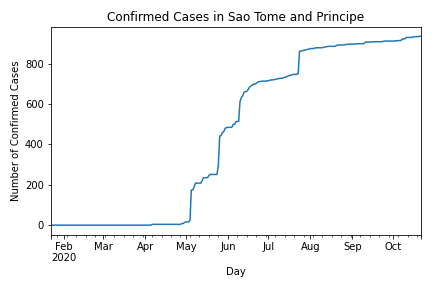 Confirmed Cases in Sao Tome and Principe
Number of Confirmed Cases
800
600
400
200
0
Feb Mar Apr May Jun Jul Aug Sep Oct
2020
Day